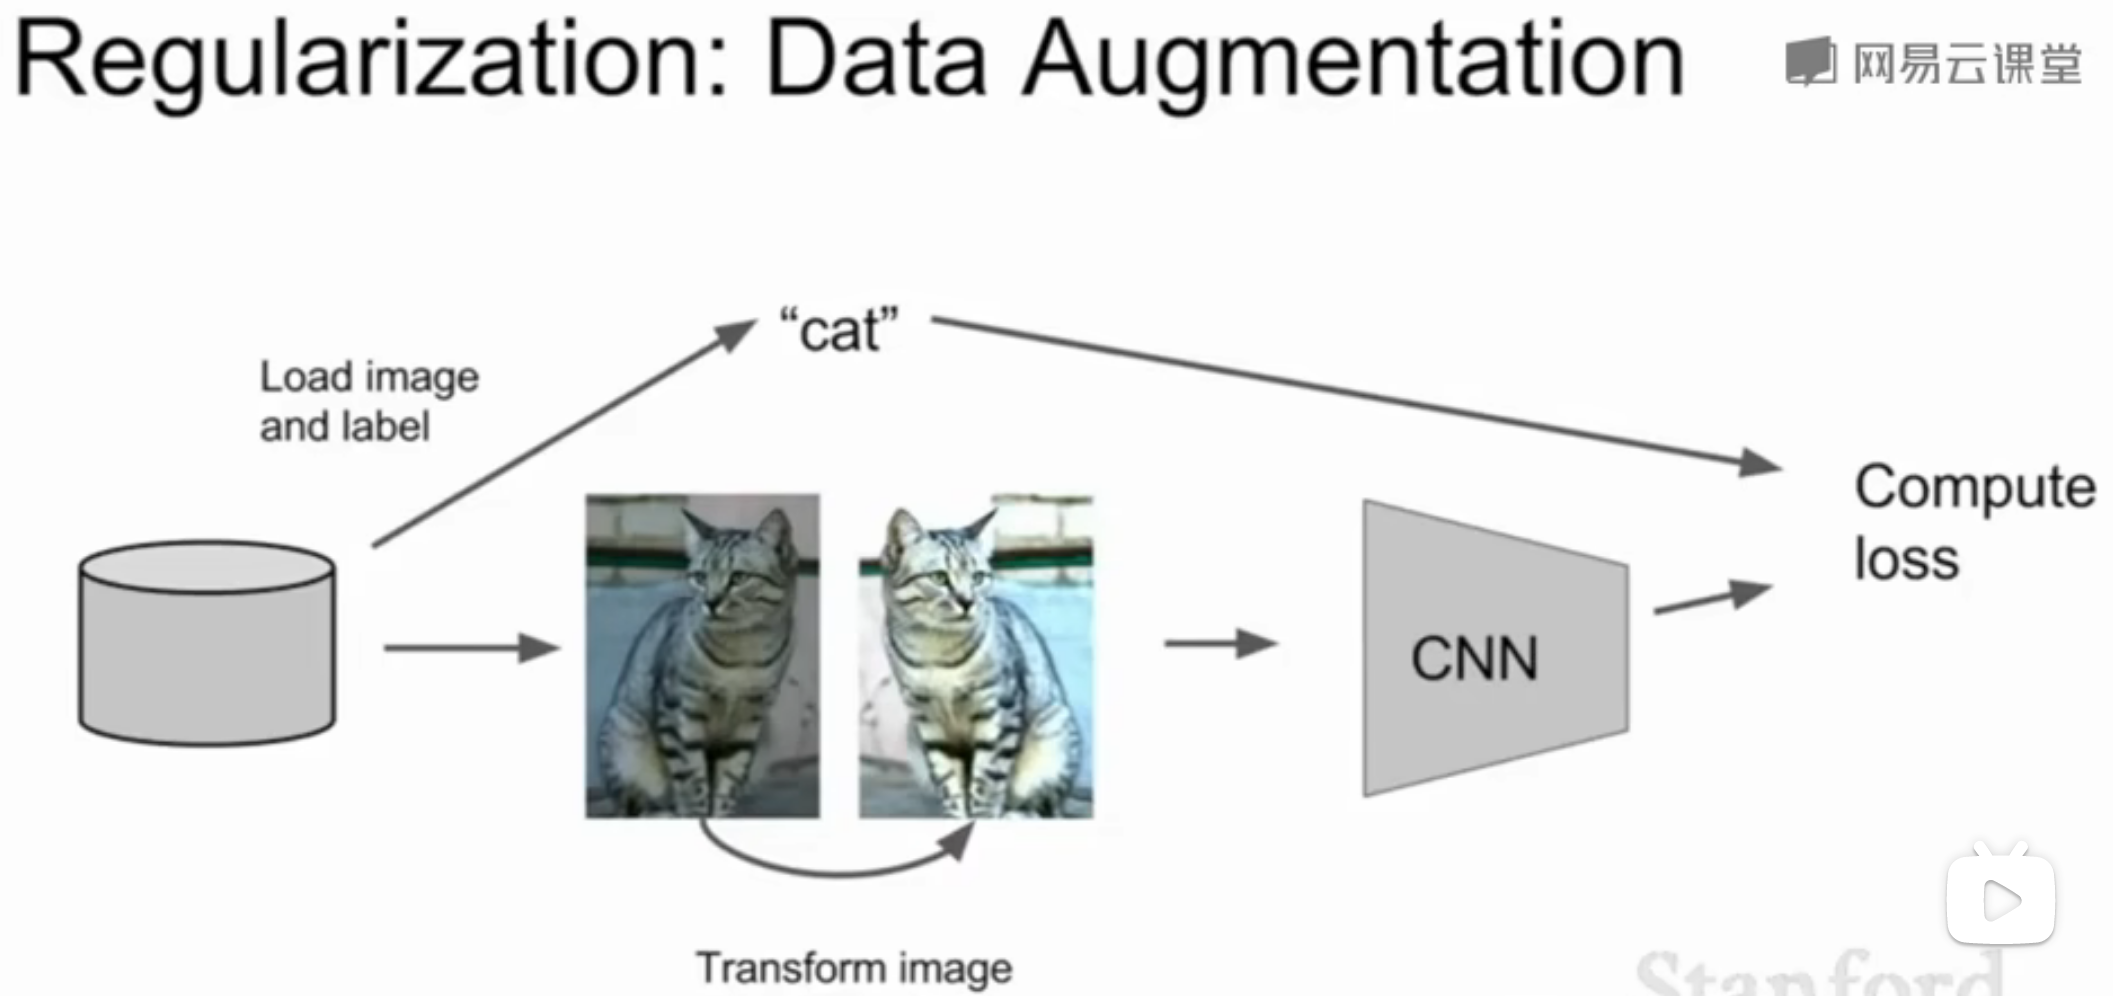 Regularization: Data Augmentation
网易云课堂
“cat”
Load image
and label
Compute
loss
CNN
Transform image
Stanford